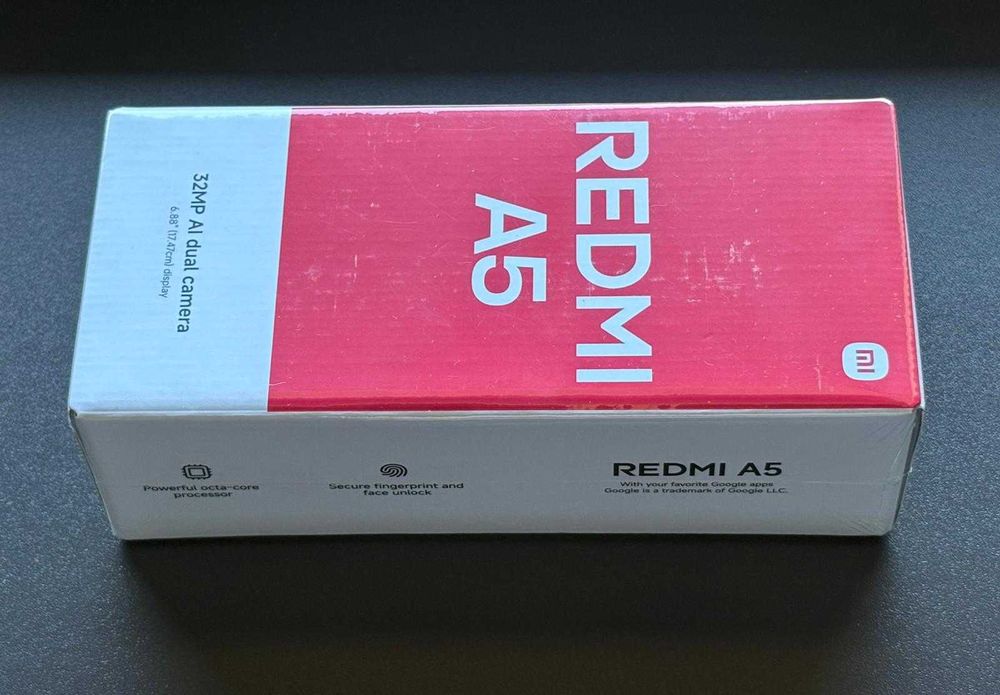 REDMI
A5
32MP AI dual camera
6.88" (17.47cm) display
Powerful octa-core
processor
Secure fingerprint and
face unlock
REDMI A5
With your favorite Google apps
Google is a trademark of Google LLC.